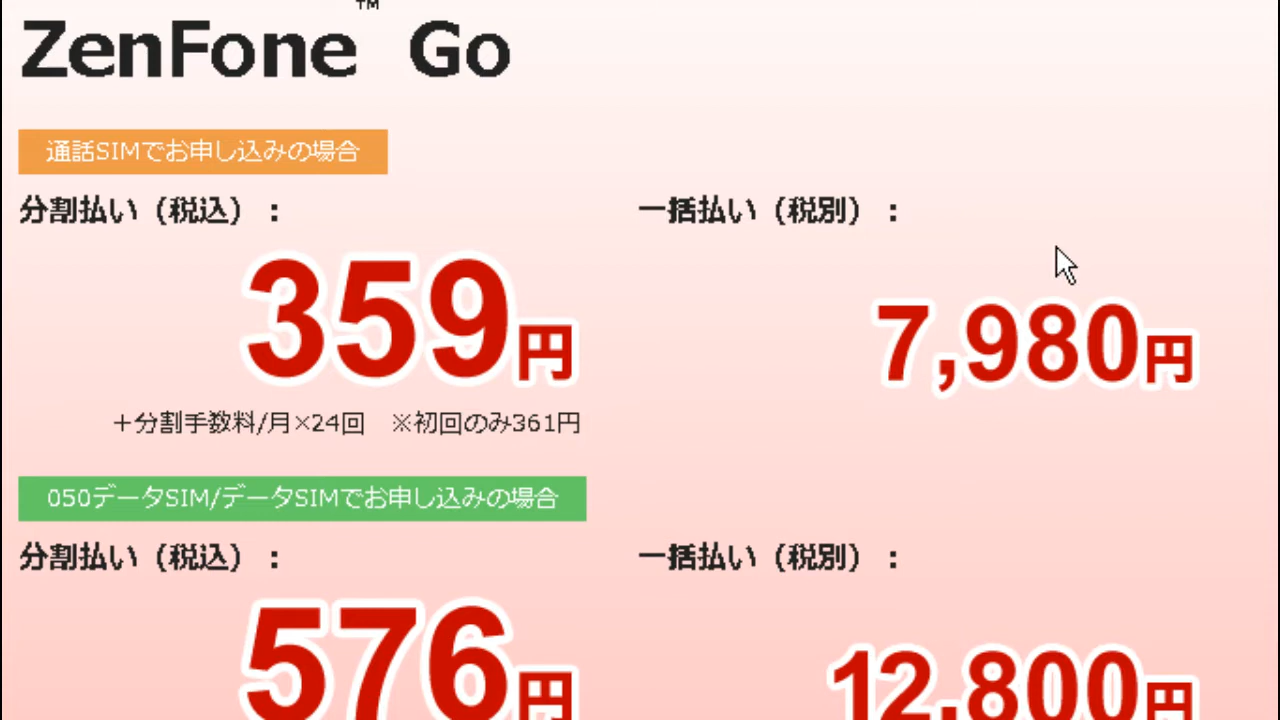 ZenFone™ Go
通話SIMでお申し込みの場合
分割払い（税込）：
一括払い（税別）：
359円
7,980円
＋分割手数料/月×24回　※初回のみ361円
050データSIM/データSIMでお申し込みの場合
分割払い（税込）：
一括払い（税別）：
576円
12,800円